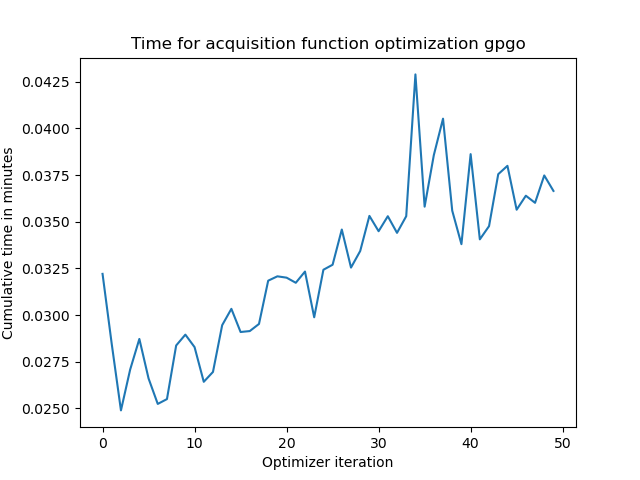 Time for acquisition function optimization gpgo
0.0425
0.0400
0.0375
0.0350
0.0325
0.0300
0.0275
0.0250
Cumulative time in minutes
0 10 20 30 40 50
Optimizer iteration